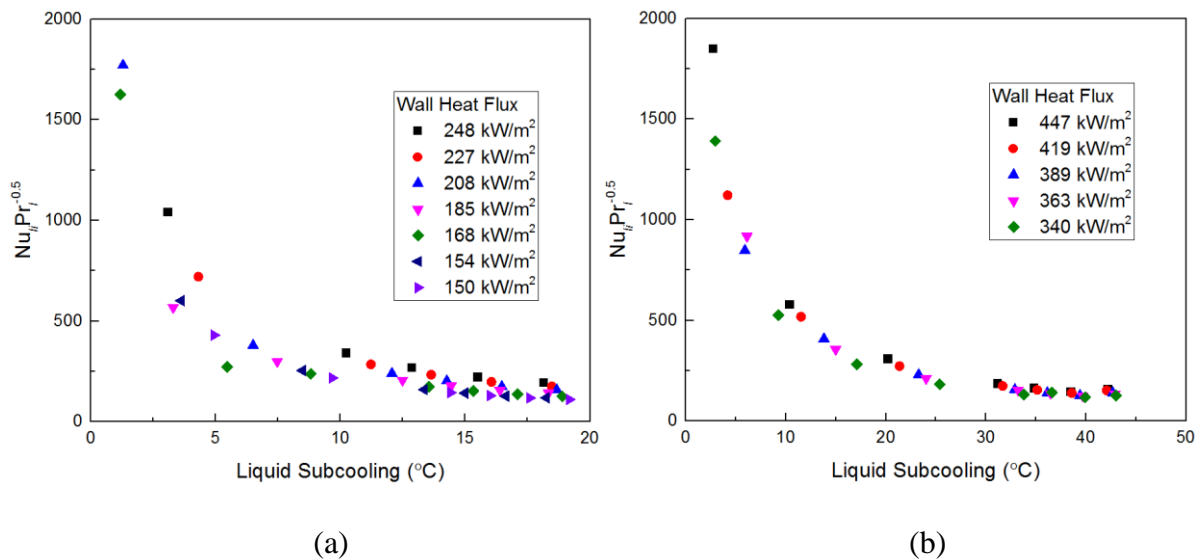 2000
1500
1000
500
0
Nu_li Pr_l^-0.5
Wall Heat Flux
248 kW/m²
227 kW/m²
208 kW/m²
185 kW/m²
168 kW/m²
154 kW/m²
150 kW/m²
0 5 10 15 20
Liquid Subcooling (°C)
(a)
2000
1500
1000
500
0
Nu_li Pr_l^-0.5
Wall Heat Flux
447 kW/m²
419 kW/m²
389 kW/m²
363 kW/m²
340 kW/m²
0 10 20 30 40 50
Liquid Subcooling (°C)
(b)